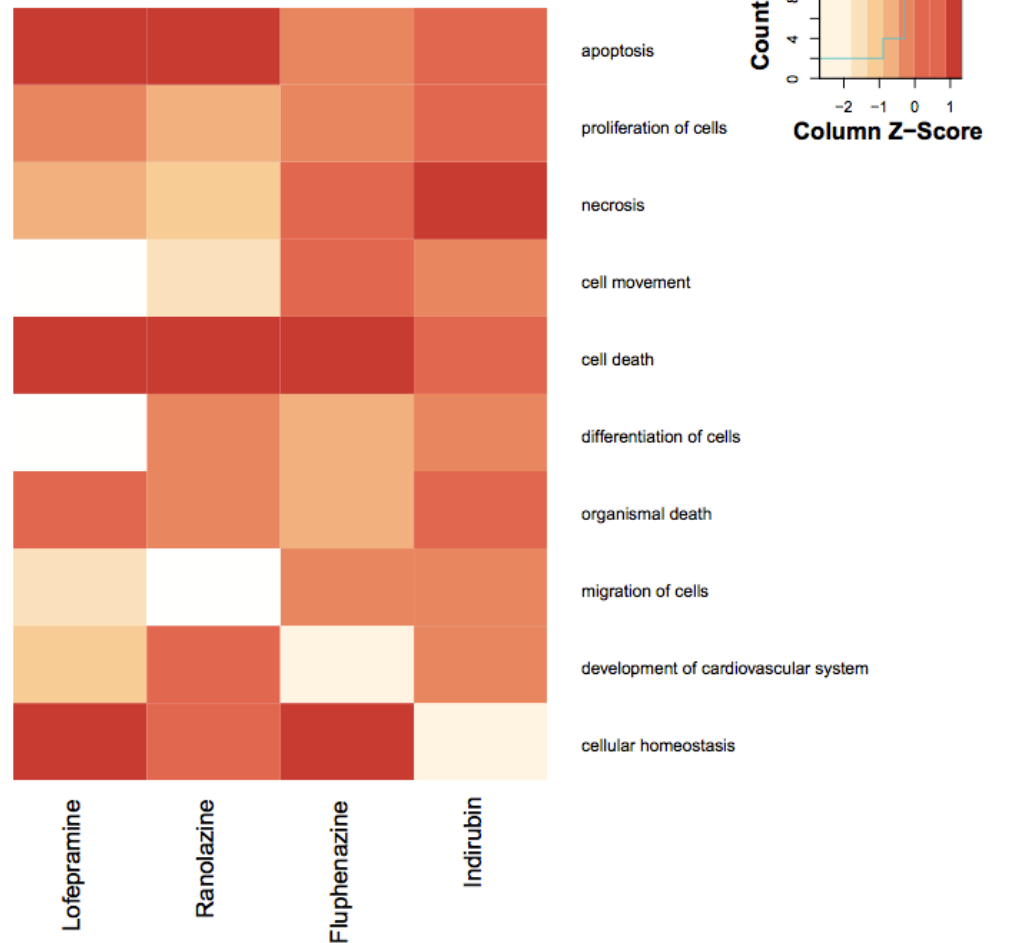 apoptosis
proliferation of cells
necrosis
cell movement
cell death
differentiation of cells
organismal death
migration of cells
development of cardiovascular system
cellular homeostasis
Lofepramine
Ranolazine
Fluphenazine
Indirubin
Count
0
4
−2 −1 0 1
Column Z−Score